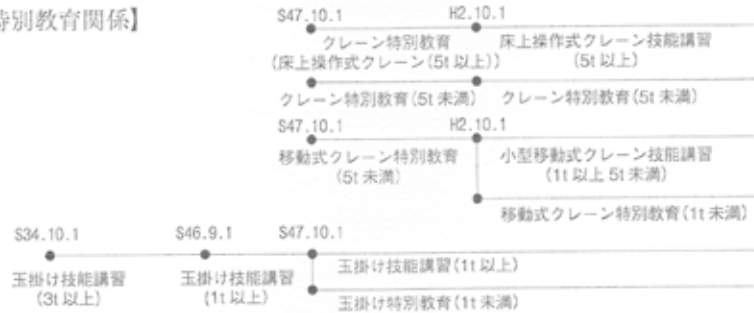 特別教育関係】
S47.10.1 H2.10.1
クレーン特別教育 床上操作式クレーン技能講習
(床上操作式クレーン(5t以上)) (5t以上)
クレーン特別教育(5t未満) クレーン特別教育(5t未満)
S47.10.1 H2.10.1
移動式クレーン特別教育 小型移動式クレーン技能講習
(5t未満) (1t以上5t未満)
移動式クレーン特別教育(1t未満)
S34.10.1 S46.9.1 S47.10.1
玉掛け技能講習 玉掛け技能講習 玉掛け技能講習(1t以上)
(3t以上) (1t以上) 玉掛け特別教育(1t未満)